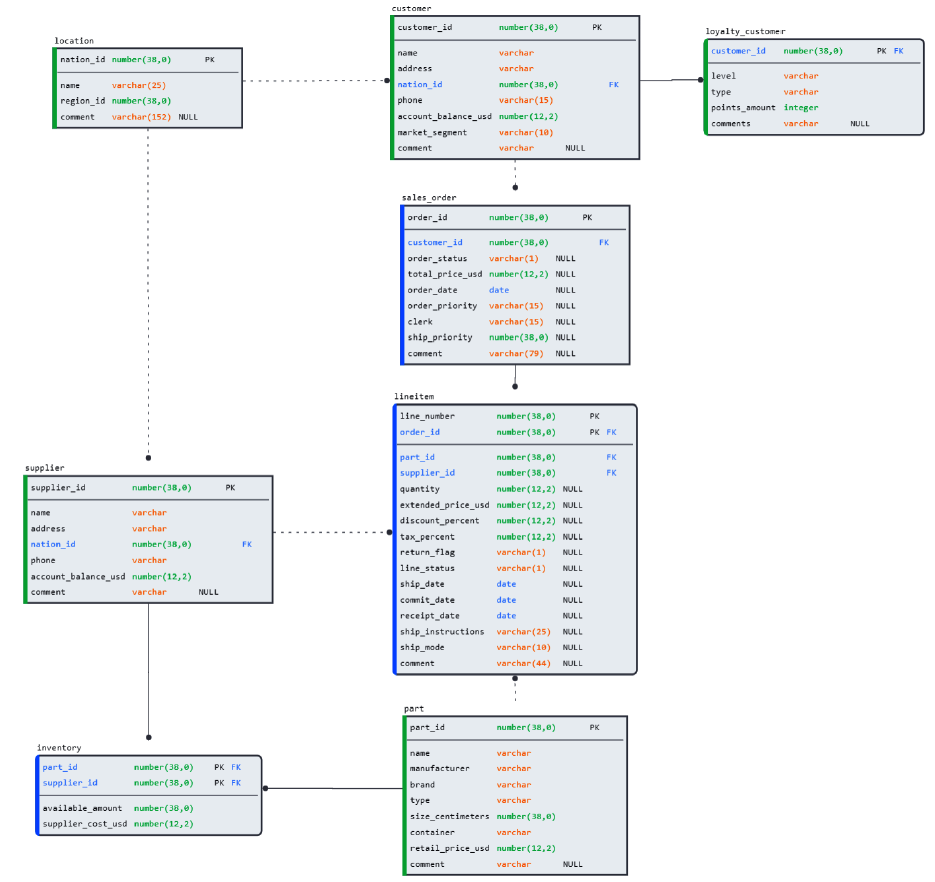 customer
customer_id number(38,0) PK
name varchar
address varchar
nation_id number(38,0) FK
phone varchar(15)
account_balance_usd number(12,2)
market_segment varchar(10)
comment varchar NULL
loyalty_customer
customer_id number(38,0) PK FK
level varchar
type varchar
points_amount integer
comments varchar NULL
location
nation_id number(38,0) PK
name varchar(25)
region_id number(38,0)
comment varchar(152) NULL
sales_order
order_id number(38,0) PK
customer_id number(38,0) FK
order_status varchar(1) NULL
total_price_usd number(12,2) NULL
order_date date NULL
order_priority varchar(15) NULL
clerk varchar(15) NULL
ship_priority number(38,0) NULL
comment varchar(79) NULL
lineitem
line_number number(38,0) PK
order_id number(38,0) PK FK
part_id number(38,0) FK
supplier_id number(38,0) FK
quantity number(12,2) NULL
extended_price_usd number(12,2) NULL
discount_percent number(12,2) NULL
tax_percent number(12,2) NULL
return_flag varchar(1) NULL
line_status varchar(1) NULL
ship_date date NULL
commit_date date NULL
receipt_date date NULL
ship_instructions varchar(25) NULL
ship_mode varchar(10) NULL
comment varchar(44) NULL
supplier
supplier_id number(38,0) PK
name varchar
address varchar
nation_id number(38,0) FK
phone varchar
account_balance_usd number(12,2)
comment varchar NULL
part
part_id number(38,0) PK
name varchar
manufacturer varchar
brand varchar
type varchar
size_centimeters number(38,0)
container varchar
retail_price_usd number(12,2)
comment varchar NULL
inventory
part_id number(38,0) PK FK
supplier_id number(38,0) PK FK
available_amount number(38,0)
supplier_cost_usd number(12,2)